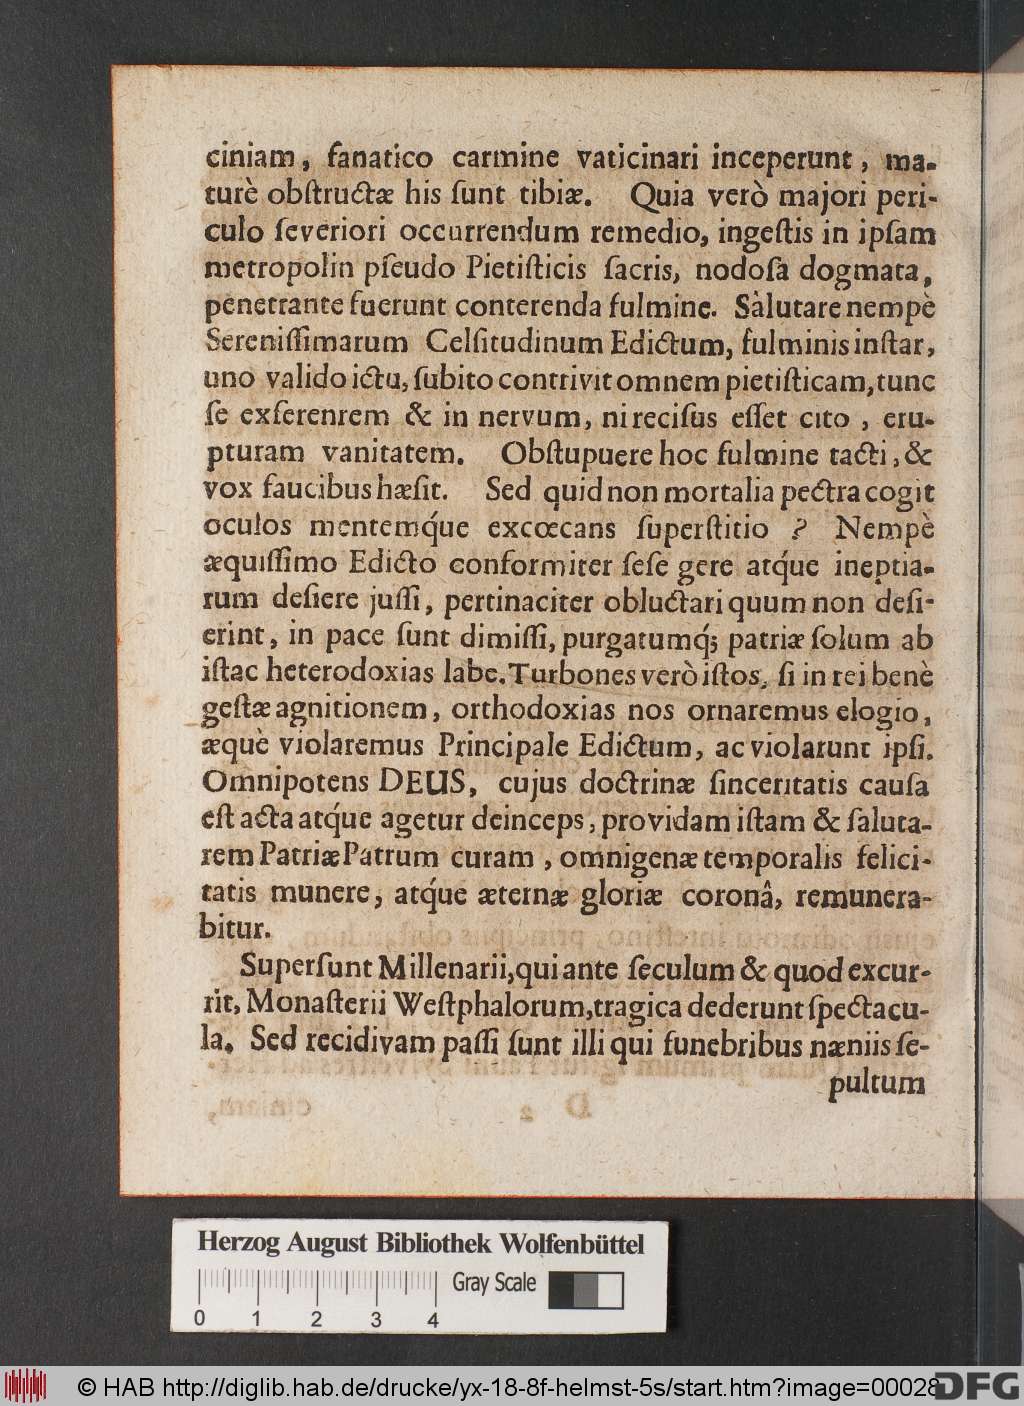 ciniam, fanatico carmine vaticinari inceperunt, ma-
turè obſtructæ his ſunt tibiæ. Quia verò majori peri-
culo ſeveriori occurrendum remedio, ingeſtis in ipſam
metropolin pſeudo Pietiſticis ſacris, nodoſa dogmata,
penetrante fuerunt conterenda fulmine. Salutare nempè
Sereniſſimarum Celſitudinum Edictum, fulminis inſtar,
uno valido ictu, ſubito contrivit omnem pietiſticam, tunc
ſe exſerenrem & in nervum, ni reciſus eſſet cito, eru-
pturam vanitatem. Obſtupuere hoc fulmine tacti, &
vox faucibus hæſit. Sed quid non mortalia pectra cogit
oculos mentemq́ue excœcans ſuperſtitio? Nempè
æquiſſimo Edicto conformiter ſeſe gere atq́ue ineptia-
rum deſiere juſſi, pertinaciter obluctari quum non deſi-
erint, in pace ſunt dimiſſi, purgatumq́; patriæ ſolum ab
iſtac heterodoxias labe. Turbones verò iſtos, ſi in rei benè
geſtæ agnitionem, orthodoxias nos ornaremus elogio,
æquè violaremus Principale Edictum, ac violarunt ipſi.
Omnipotens DEUS, cujus doctrinæ ſinceritatis cauſa
eſt acta atq́ue agetur deinceps, providam iſtam & ſaluta-
rem Patriæ Patrum curam, omnigenæ temporalis felici-
tatis munere, atq́ue æternæ gloriæ coronâ, remunera-
bitur.
Superſunt Millenarii, qui ante ſeculum & quod excur-
rit, Monaſterii Weſtphalorum, tragica dederunt ſpectacu-
la. Sed recidivam paſſi ſunt illi qui funebribus næniis ſe-
pultum
Herzog August Bibliothek Wolfenbüttel
Gray Scale
0 1 2 3 4
© HAB http://diglib.hab.de/drucke/yx-18-8f-helmst-5s/start.htm?image=00028
DFG